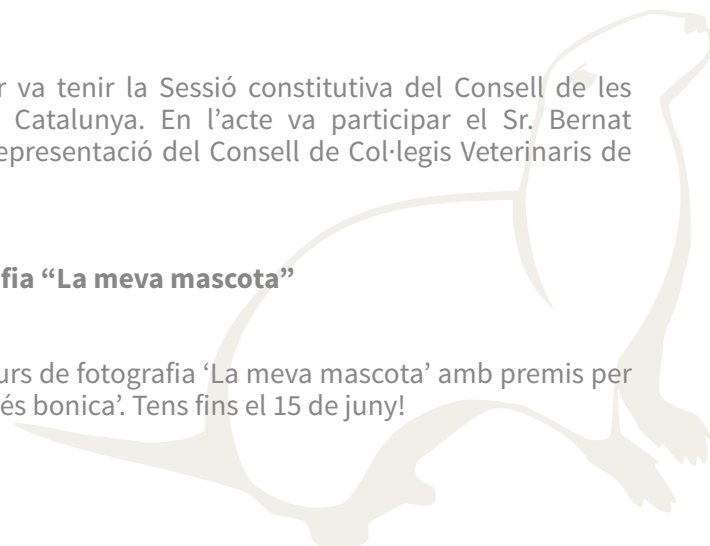 r va tenir la Sessió constitutiva del Consell de les
Catalunya. En l’acte va participar el Sr. Bernat
epresentació del Consell de Col·legis Veterinaris de
fia “La meva mascota”
urs de fotografia ‘La meva mascota’ amb premis per
és bonica’. Tens fins el 15 de juny!